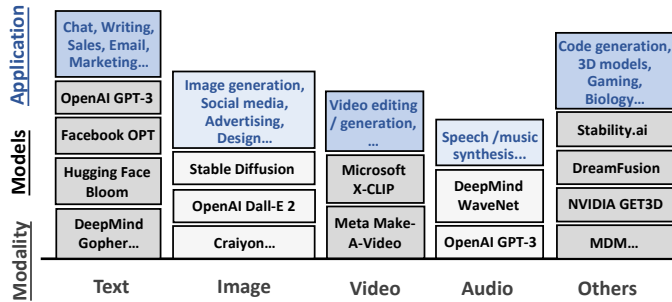 Application
Models
Modality
Chat, Writing,
Sales, Email,
Marketing…
OpenAI GPT-3
Facebook OPT
Hugging Face
Bloom
DeepMind
Gopher…
Text
Image generation,
Social media,
Advertising,
Design…
Stable Diffusion
OpenAI Dall-E 2
Craiyon…
Image
Video editing
/ generation,
…
Microsoft
X-CLIP
Meta Make-
A-Video
Video
Speech /music
synthesis...
DeepMind
WaveNet
OpenAI GPT-3
Audio
Code generation,
3D models,
Gaming,
Biology…
Stability.ai
DreamFusion
NVIDIA GET3D
MDM…
Others